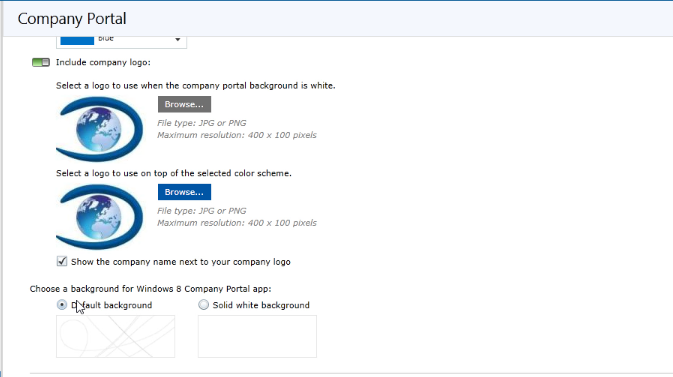 Company Portal
Blue
Include company logo:
Select a logo to use when the company portal background is white.
Browse...
File type: JPG or PNG
Maximum resolution: 400 x 100 pixels
Select a logo to use on top of the selected color scheme.
Browse...
File type: JPG or PNG
Maximum resolution: 400 x 100 pixels
Show the company name next to your company logo
Choose a background for Windows 8 Company Portal app:
Default background
Solid white background